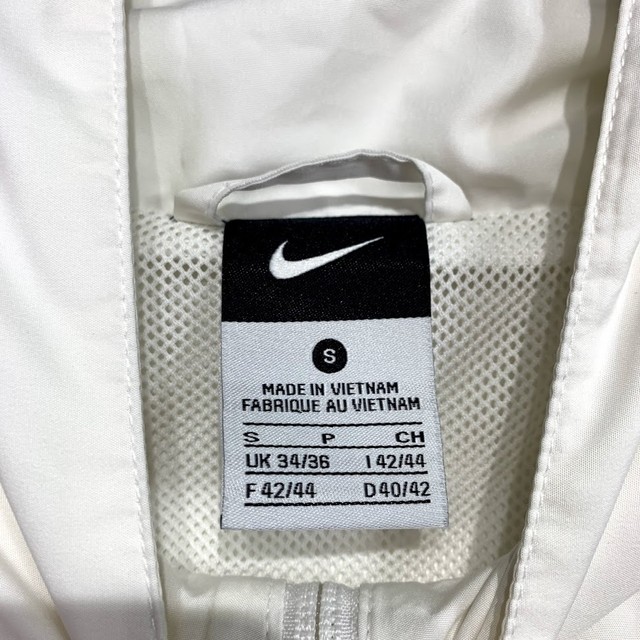 S
MADE IN VIETNAM
FABRIQUE AU VIETNAM
S P CH
UK 34/36 I 42/44
F 42/44 D 40/42